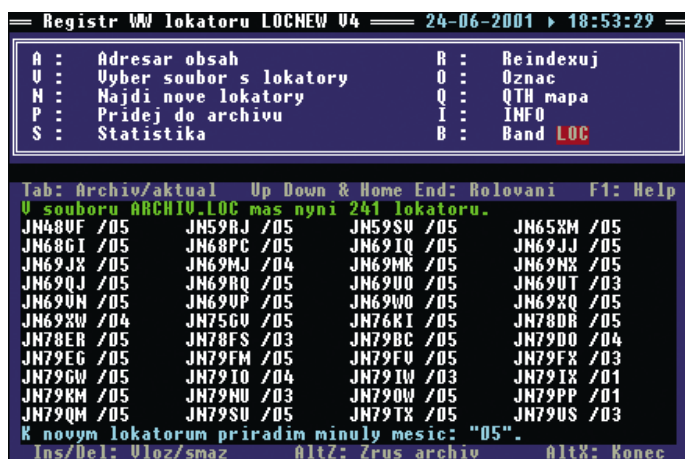 Registr WW lokatoru LOCNEW V4 24-06-2001 ▸ 18:53:29
A : Adresar obsah R : Reindexuj
V : Vyber soubor s lokatory O : Oznac
N : Najdi nove lokatory Q : QTH mapa
P : Pridej do archivu I : INFO
S : Statistika B : Band LOC
Tab: Archiv/aktual Up Down & Home End: Rolovani F1: Help
V souboru ARCHIV.LOC mas nyni 241 lokatoru.
JN48VF /05 JN59RJ /05 JN59SV /05 JN65XM /05
JN68GI /05 JN68PC /05 JN69IQ /05 JN69JJ /05
JN69JX /05 JN69MJ /04 JN69MK /05 JN69NX /05
JN69QJ /05 JN69RQ /05 JN69UO /05 JN69UT /03
JN69VN /05 JN69VP /05 JN69WO /05 JN69XQ /05
JN69XW /04 JN75GV /05 JN76KI /05 JN78DR /05
JN78ER /05 JN78FS /03 JN79BC /05 JN79DO /04
JN79EG /05 JN79FM /05 JN79FV /05 JN79FX /03
JN79GW /05 JN79IO /04 JN79IW /03 JN79IX /01
JN79KM /05 JN79NU /03 JN79OW /05 JN79PP /01
JN79QM /05 JN79SU /05 JN79TX /05 JN79US /03
K novym lokatorum priradim minuly mesic: "05".
Ins/Del: Vloz/smaz AltZ: Zrus archiv AltX: Konec